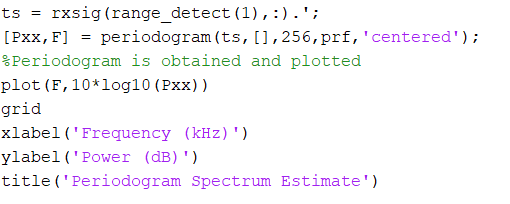 ts = rxsig(range_detect(1),:).';
[Pxx,F] = periodogram(ts,[],256,prf,'centered');
%Periodogram is obtained and plotted
plot(F,10*log10(Pxx))
grid
xlabel('Frequency (kHz)')
ylabel('Power (dB)')
title('Periodogram Spectrum Estimate')